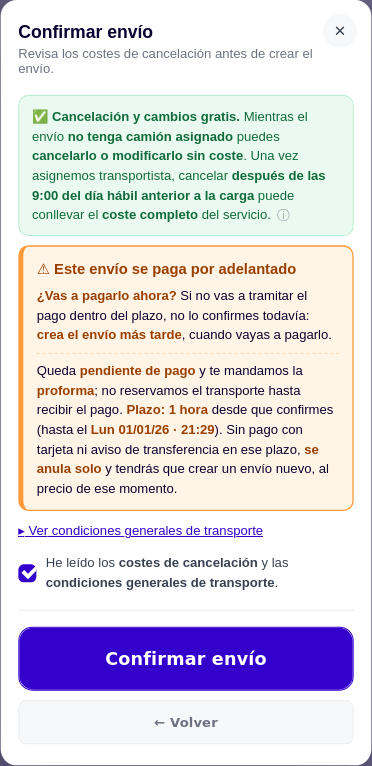 Confirmar envío
×
Revisa los costes de cancelación antes de crear el
envío.
✅ Cancelación y cambios gratis. Mientras el
envío no tenga camión asignado puedes
cancelarlo o modificarlo sin coste. Una vez
asignemos transportista, cancelar después de las
9:00 del día hábil anterior a la carga puede
conllevar el coste completo del servicio. ⓘ
⚠ Este envío se paga por adelantado
¿Vas a pagarlo ahora? Si no vas a tramitar el
pago dentro del plazo, no lo confirmes todavía:
crea el envío más tarde, cuando vayas a pagarlo.
Queda pendiente de pago y te mandamos la
proforma; no reservamos el transporte hasta
recibir el pago. Plazo: 1 hora desde que confirmes
(hasta el Lun 01/01/26 · 21:29). Sin pago con
tarjeta ni aviso de transferencia en ese plazo, se
anula solo y tendrás que crear un envío nuevo, al
precio de ese momento.
▸ Ver condiciones generales de transporte
He leído los costes de cancelación y las
condiciones generales de transporte.
Confirmar envío
← Volver